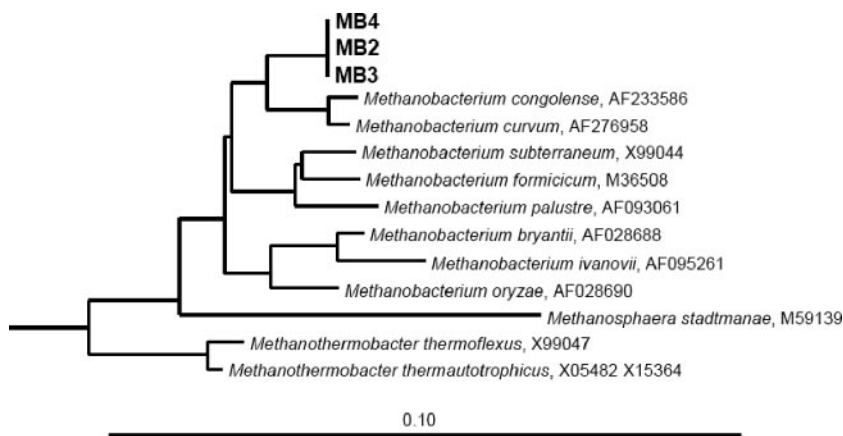 MB4
MB2
MB3
Methanobacterium congolense, AF233586
Methanobacterium curvum, AF276958
Methanobacterium subterraneum, X99044
Methanobacterium formicicum, M36508
Methanobacterium palustre, AF093061
Methanobacterium bryantii, AF028688
Methanobacterium ivanovii, AF095261
Methanobacterium oryzae, AF028690
Methanosphaera stadtmanae, M59139
Methanothermobacter thermoflexus, X99047
Methanothermobacter thermautotrophicus, X05482 X15364
0.10